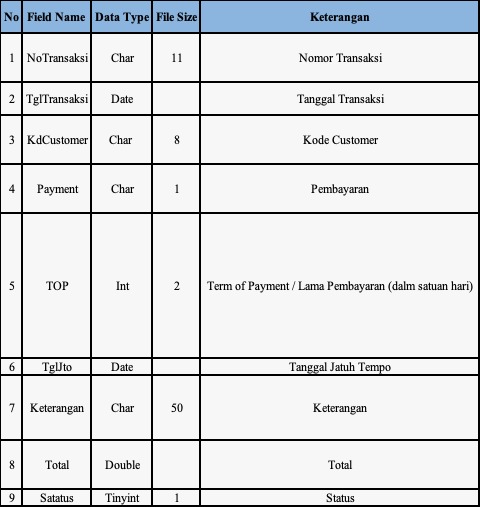 No Field Name Data Type File Size Keterangan
1 NoTransaksi Char 11 Nomor Transaksi
2 TglTransaksi Date Tanggal Transaksi
3 KdCustomer Char 8 Kode Customer
4 Payment Char 1 Pembayaran
5 TOP Int 2 Term of Payment / Lama Pembayaran (dalm satuan hari)
6 TglJto Date Tanggal Jatuh Tempo
7 Keterangan Char 50 Keterangan
8 Total Double Total
9 Satatus Tinyint 1 Status